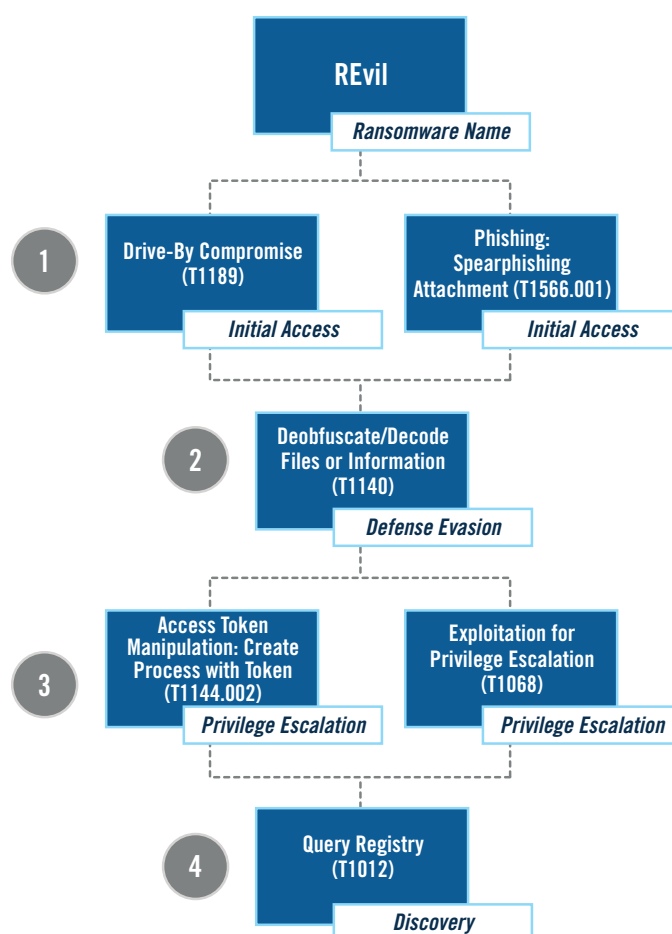 REvil
Ransomware Name
1
Drive-By Compromise
(T1189)
Initial Access
Phishing:
Spearphishing
Attachment (T1566.001)
Initial Access
2
Deobfuscate/Decode
Files or Information
(T1140)
Defense Evasion
3
Access Token
Manipulation: Create
Process with Token
(T1144.002)
Privilege Escalation
Exploitation for
Privilege Escalation
(T1068)
Privilege Escalation
4
Query Registry
(T1012)
Discovery